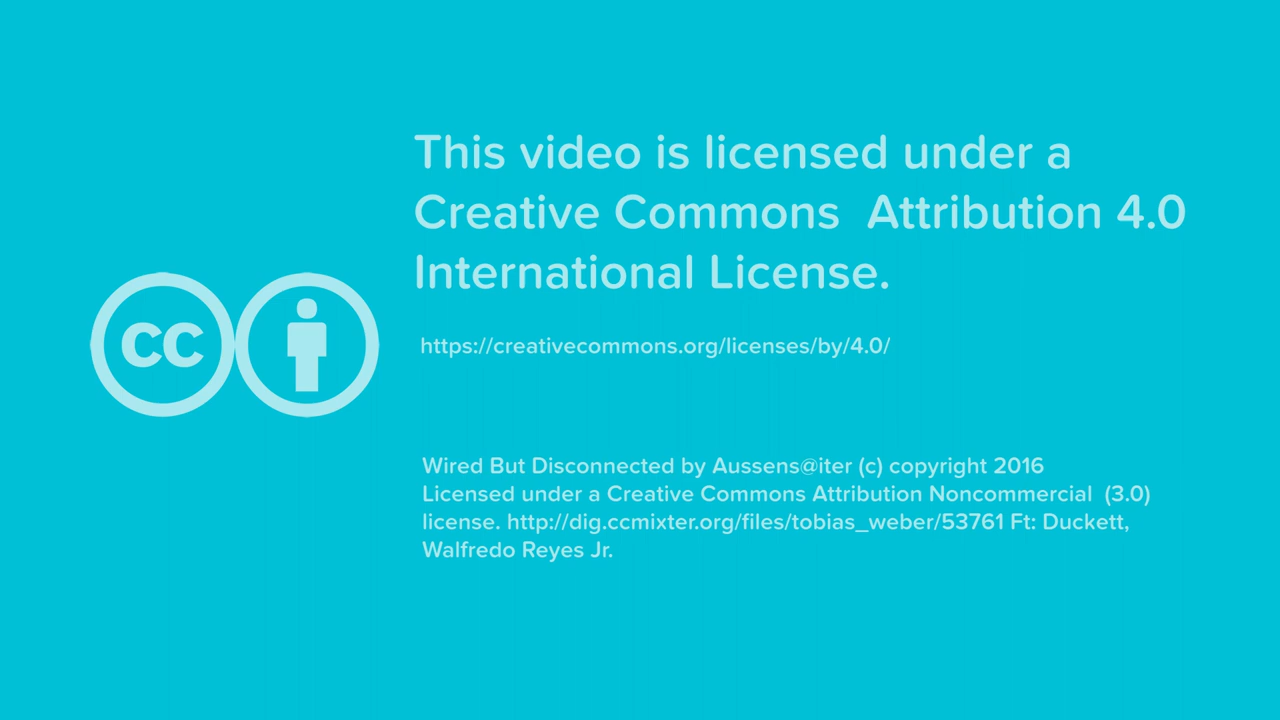 This video is licensed under a
Creative Commons  Attribution 4.0
International License.
cc
https://creativecommons.org/licenses/by/4.0/
Wired But Disconnected by Aussens@iter (c) copyright 2016
Licensed under a Creative Commons Attribution Noncommercial  (3.0)
license. http://dig.ccmixter.org/files/tobias_weber/53761 Ft: Duckett,
Walfredo Reyes Jr.